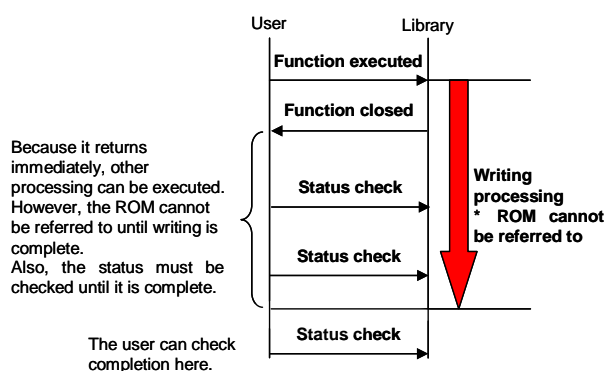 User
Library
Function executed
Function closed
Because it returns
immediately, other
processing can be executed.
However, the ROM cannot
be referred to until writing is
complete.
Also, the status must be
checked until it is complete.
Status check
Writing
processing
* ROM cannot
be referred to
Status check
Status check
The user can check
completion here.